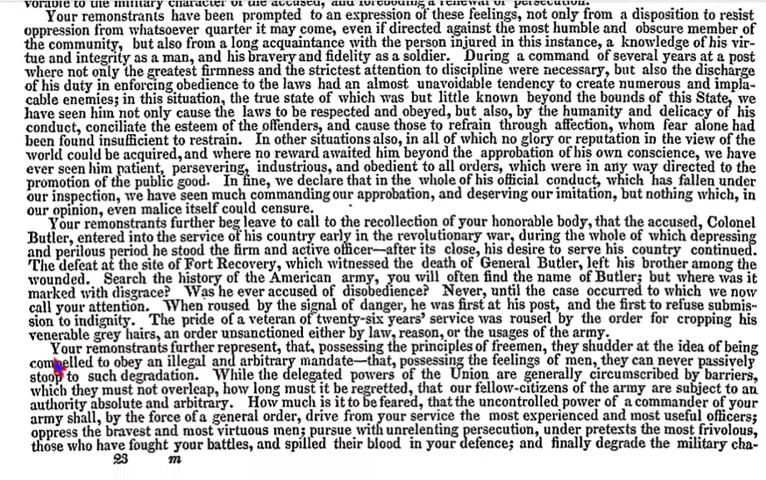 vorable to the military character of the accused, and foreboding a renewal of persecution.
Your remonstrants have been prompted to an expression of these feelings, not only from a disposition to resist
oppression from whatsoever quarter it may come, even if directed against the most humble and obscure member of
the community, but also from a long acquaintance with the person injured in this instance, a knowledge of his vir-
tue and integrity as a man, and his bravery and fidelity as a soldier. During a command of several years at a post
where not only the greatest firmness and the strictest attention to discipline were necessary, but also the discharge
of his duty in enforcing obedience to the laws had an almost unavoidable tendency to create numerous and impla-
cable enemies; in this situation, the true state of which was but little known beyond the bounds of this State, we
have seen him not only cause the laws to be respected and obeyed, but also, by the humanity and delicacy of his
conduct, conciliate the esteem of the offenders, and cause those to refrain through affection, whom fear alone had
been found insufficient to restrain. In other situations also, in all of which no glory or reputation in the view of the
world could be acquired, and where no reward awaited him beyond the approbation of his own conscience, we have
ever seen him patient, persevering, industrious, and obedient to all orders, which were in any way directed to the
promotion of the public good. In fine, we declare that in the whole of his official conduct, which has fallen under
our inspection, we have seen much commanding our approbation, and deserving our imitation, but nothing which, in
our opinion, even malice itself could censure.
Your remonstrants further beg leave to call to the recollection of your honorable body, that the accused, Colonel
Butler, entered into the service of his country early in the revolutionary war, during the whole of which depressing
and perilous period he stood the firm and active officer—after its close, his desire to serve his country continued.
The defeat at the site of Fort Recovery, which witnessed the death of General Butler, left his brother among the
wounded. Search the history of the American army, you will often find the name of Butler; but where was it
marked with disgrace? Was he ever accused of disobedience? Never, until the case occurred to which we now
call your attention. When roused by the signal of danger, he was first at his post, and the first to refuse submis-
sion to indignity. The pride of a veteran of twenty-six years' service was roused by the order for cropping his
venerable grey hairs, an order unsanctioned either by law, reason, or the usages of the army.
Your remonstrants further represent, that, possessing the principles of freemen, they shudder at the idea of being
compelled to obey an illegal and arbitrary mandate—that, possessing the feelings of men, they can never passively
stoop to such degradation. While the delegated powers of the Union are generally circumscribed by barriers,
which they must not overleap, how long must it be regretted, that our fellow-citizens of the army are subject to an
authority absolute and arbitrary. How much is it to be feared, that the uncontrolled power of a commander of your
army shall, by the force of a general order, drive from your service the most experienced and most useful officers;
oppress the bravest and most virtuous men; pursue with unrelenting persecution, under pretexts the most frivolous,
those who have fought your battles, and spilled their blood in your defence; and finally degrade the military cha-
23 m